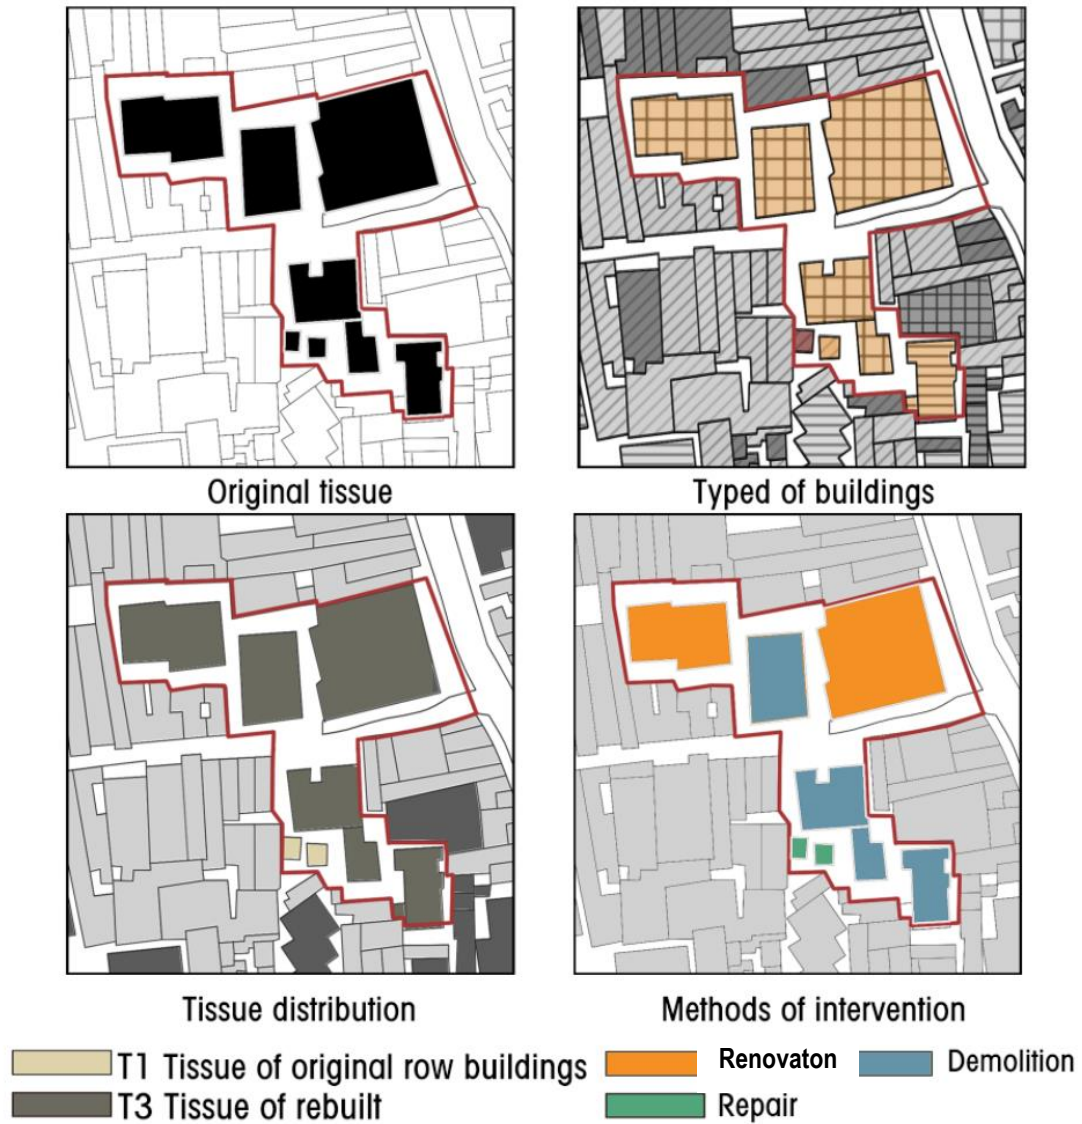 Original tissue
Typed of buildings
Tissue distribution
Methods of intervention
T1 Tissue of original row buildings
Renovaton
Demolition
T3 Tissue of rebuilt
Repair